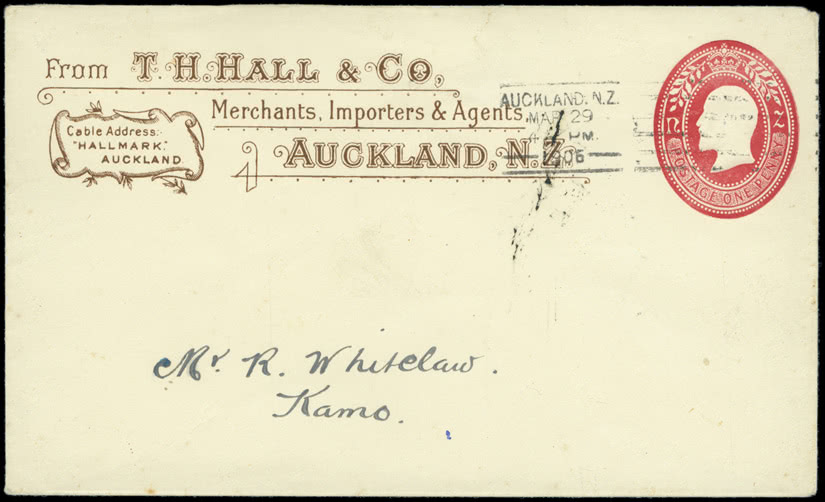 From T. H. HALL & CO,
Merchants, Importers & Agents,
AUCKLAND, N.Z.
Cable Address:
"HALLMARK,"
AUCKLAND.
AUCKLAND. N.Z.
MAR 29
PM
1906
N Z
POSTAGE ONE PENNY
Mr. R. Whitelaw.
Kamo.